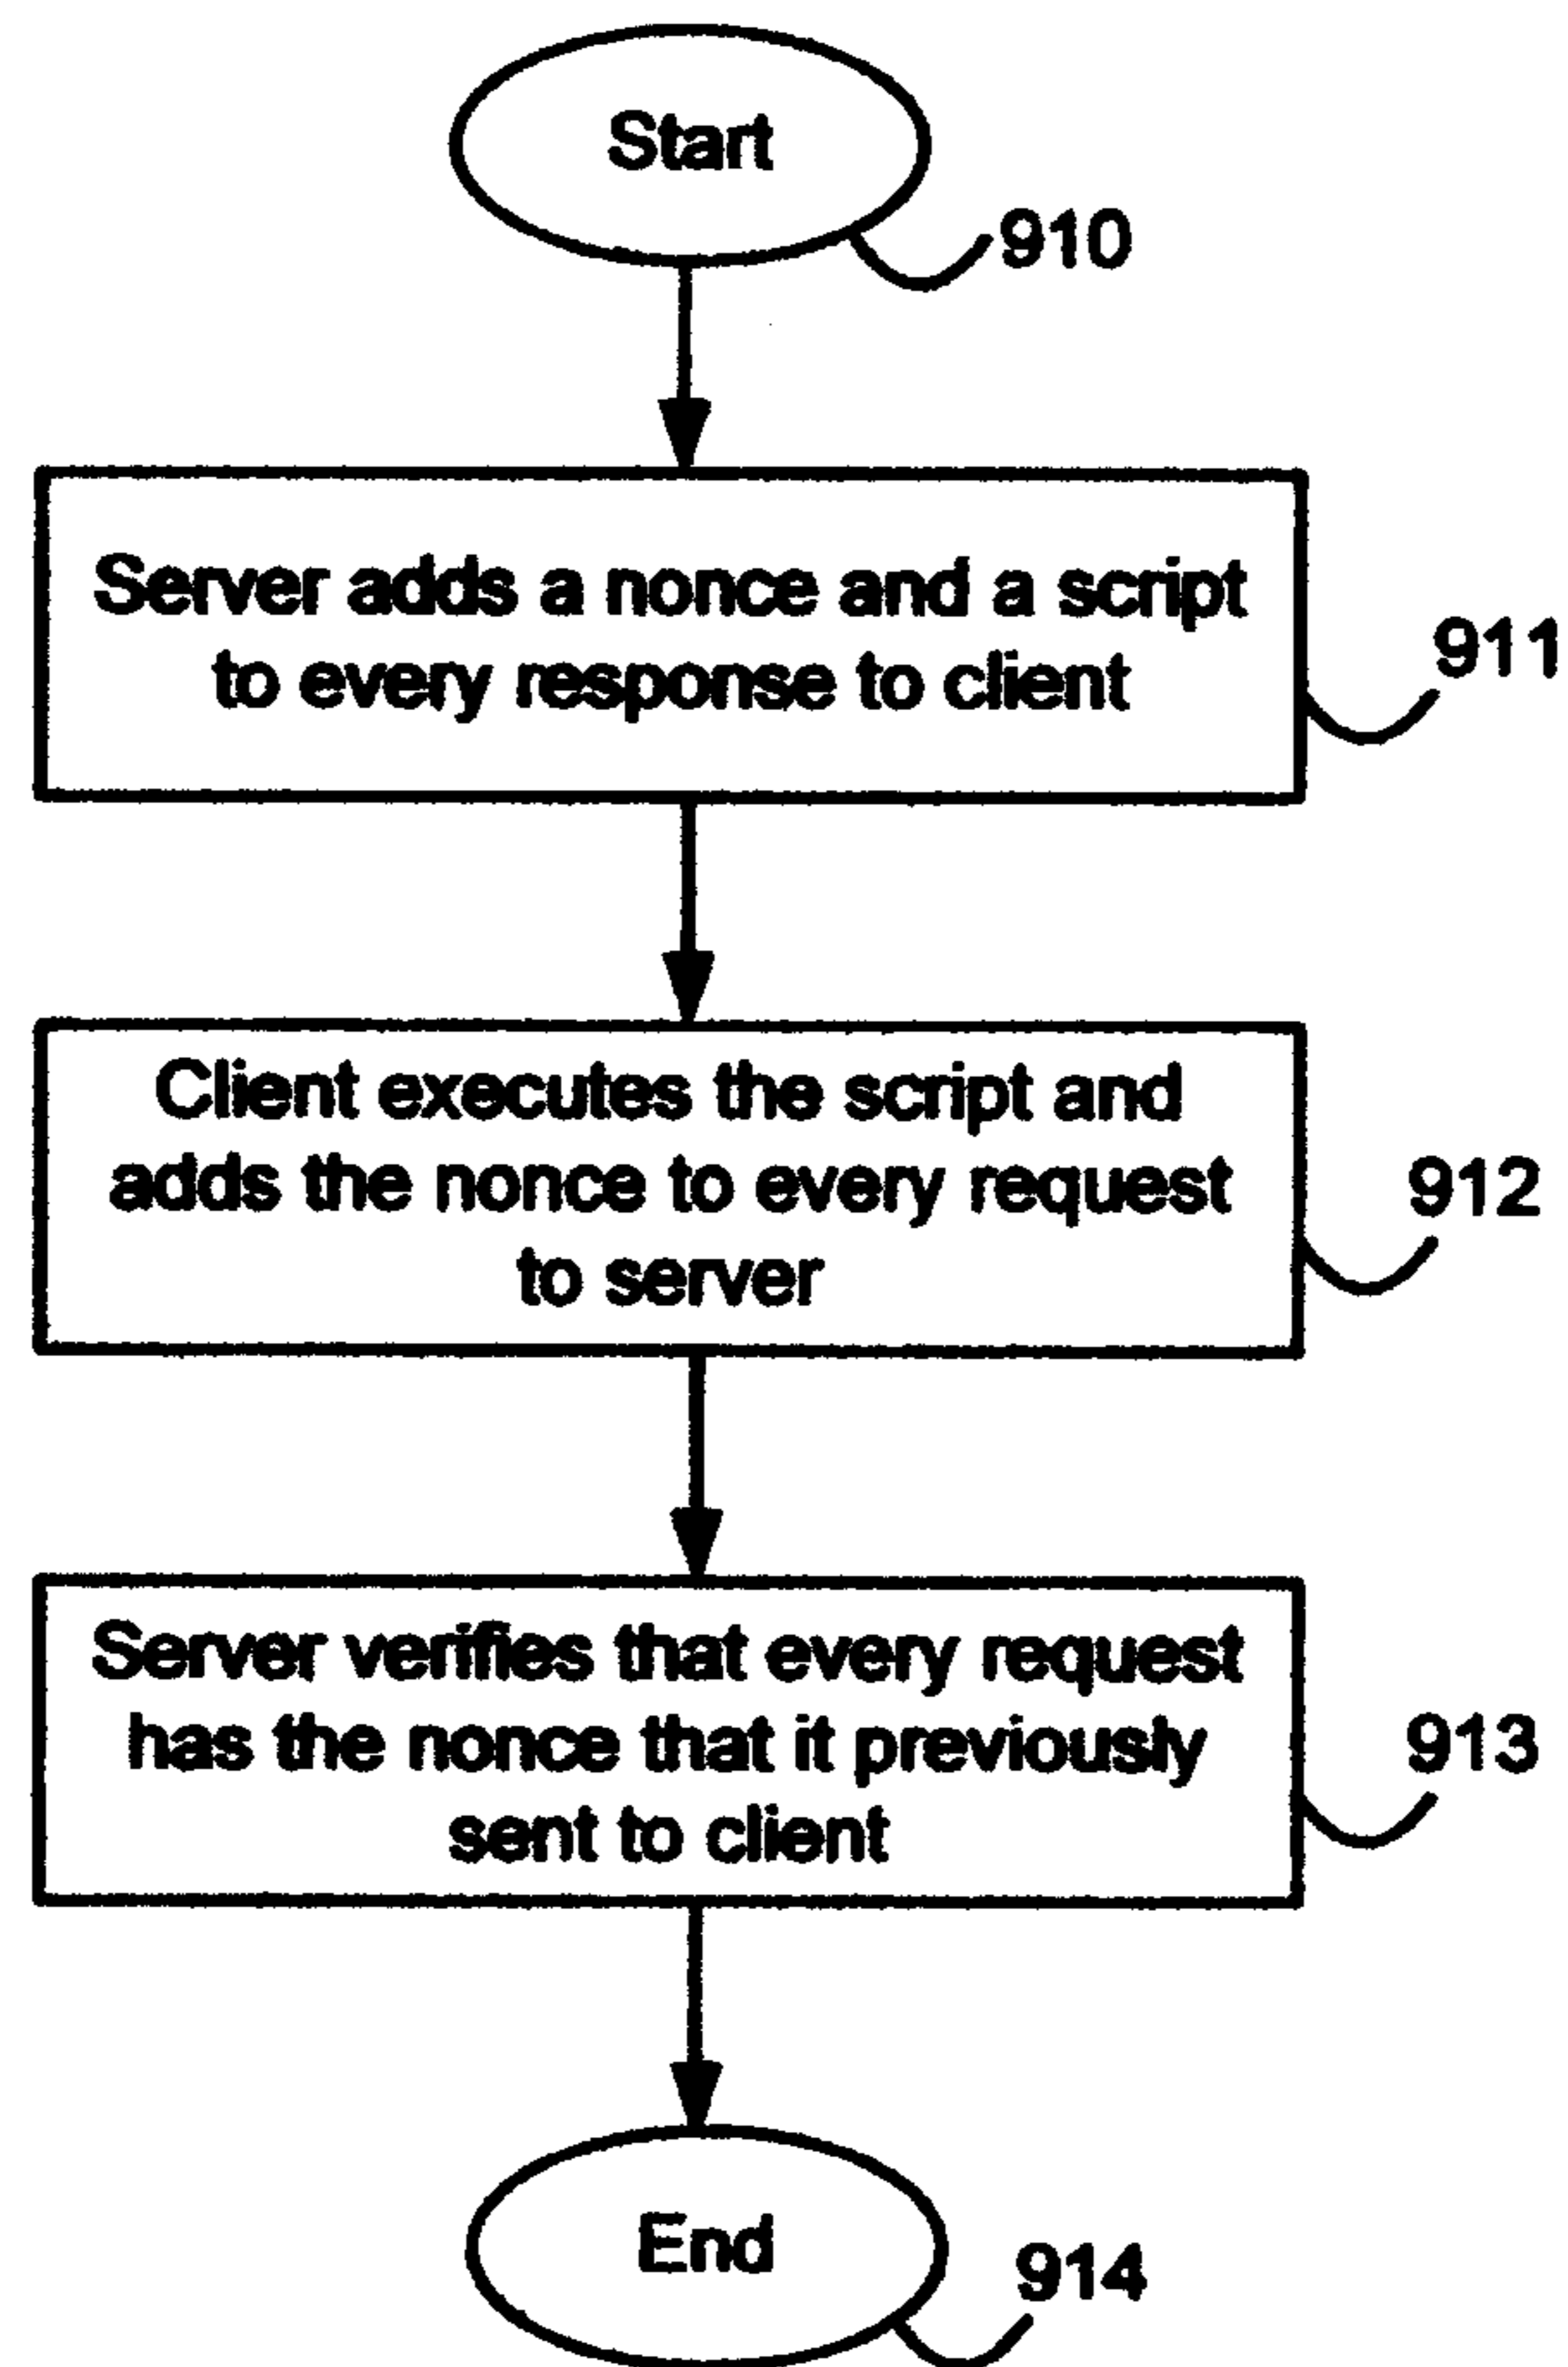 Start
910
Server adds a nonce and a script
to every response to client
911
Client executes the script and
adds the nonce to every request
to server
912
Server verifies that every request
has the nonce that it previously
sent to client
913
End
914